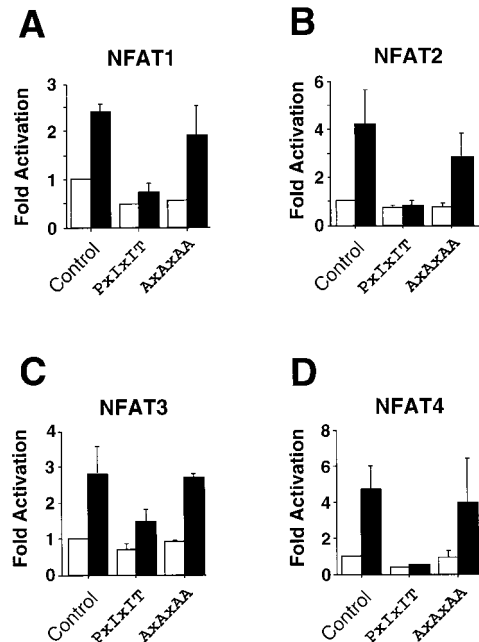 A
NFAT1
Fold Activation
3
2
1
0
Control
PxIxIT
AxAxAA
B
NFAT2
Fold Activation
6
4
2
0
Control
PxIxIT
AxAxAA
C
NFAT3
Fold Activation
4
3
2
1
0
Control
PxIxIT
AxAxAA
D
NFAT4
Fold Activation
8
6
4
2
0
Control
PxIxIT
AxAxAA